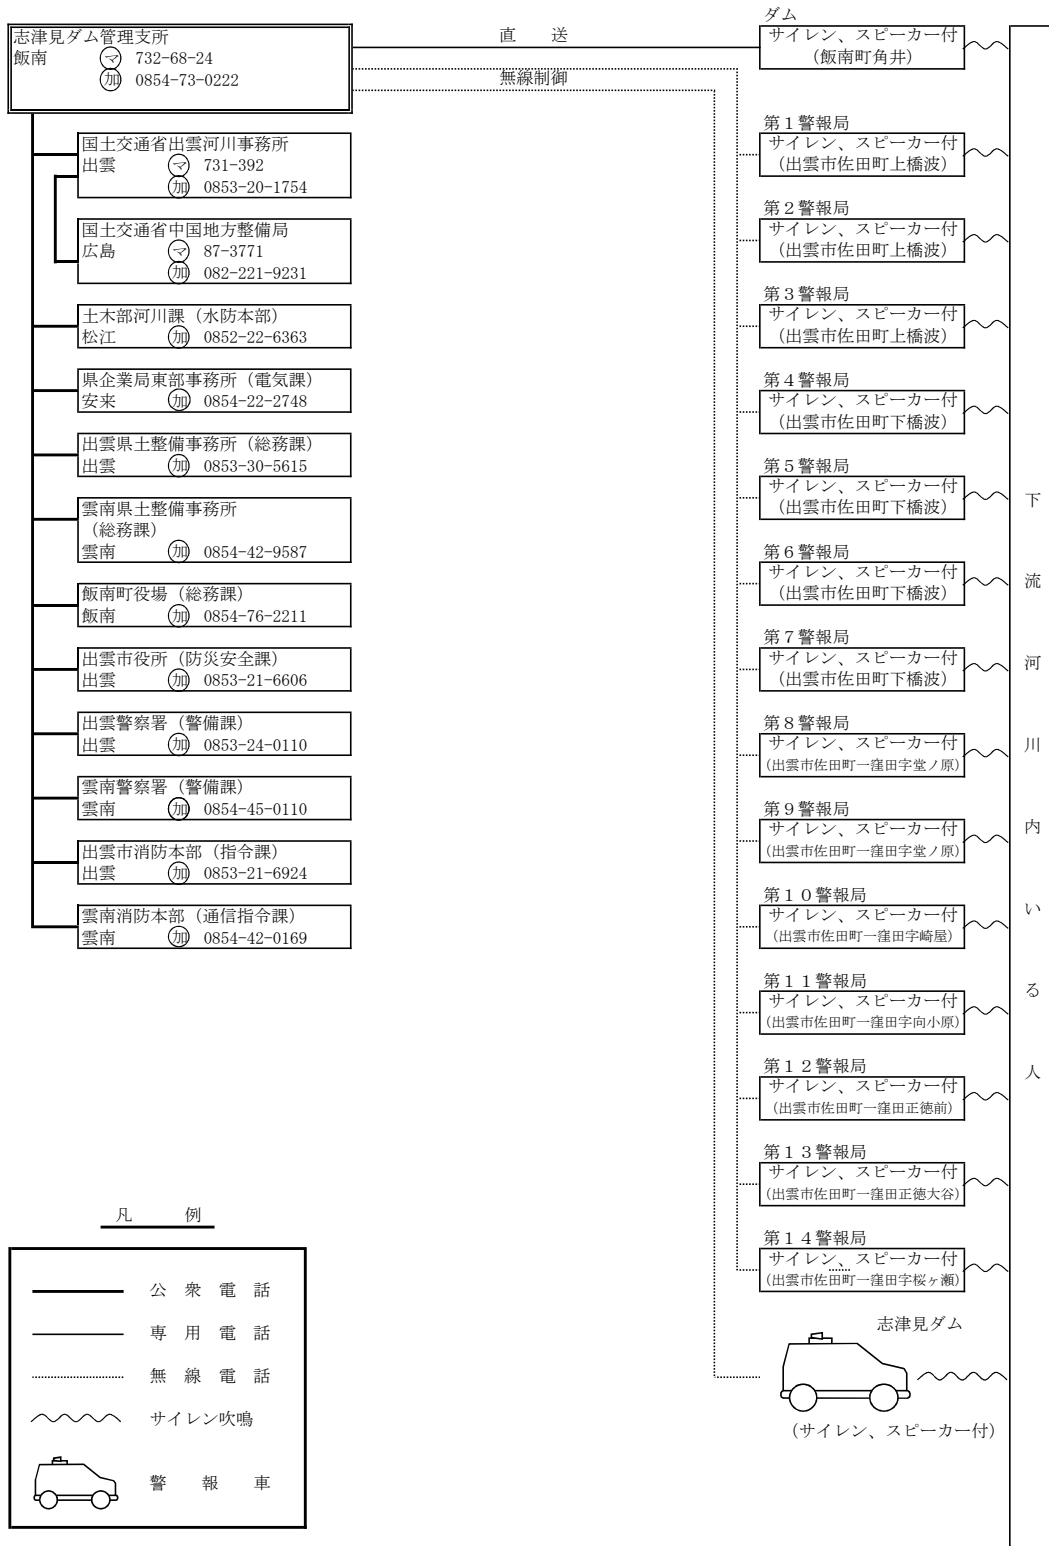 志津見ダム管理支所
飯南 マ 732-68-24
加 0854-73-0222
国土交通省出雲河川事務所
出雲 マ 731-392
加 0853-20-1754
国土交通省中国地方整備局
広島 マ 87-3771
加 082-221-9231
土木部河川課（水防本部）
松江 加 0852-22-6363
県企業局東部事務所（電気課）
安来 加 0854-22-2748
出雲県土整備事務所（総務課）
出雲 加 0853-30-5615
雲南県土整備事務所
（総務課）
雲南 加 0854-42-9587
飯南町役場（総務課）
飯南 加 0854-76-2211
出雲市役所（防災安全課）
出雲 加 0853-21-6606
出雲警察署（警備課）
出雲 加 0853-24-0110
雲南警察署（警備課）
雲南 加 0854-45-0110
出雲市消防本部（指令課）
出雲 加 0853-21-6924
雲南消防本部（通信指令課）
雲南 加 0854-42-0169
直　送
無線制御
ダム
サイレン、スピーカー付
（飯南町角井）
第１警報局
サイレン、スピーカー付
（出雲市佐田町上橋波）
第２警報局
サイレン、スピーカー付
（出雲市佐田町上橋波）
第３警報局
サイレン、スピーカー付
（出雲市佐田町上橋波）
第４警報局
サイレン、スピーカー付
（出雲市佐田町下橋波）
第５警報局
サイレン、スピーカー付
（出雲市佐田町下橋波）
第６警報局
サイレン、スピーカー付
（出雲市佐田町下橋波）
第７警報局
サイレン、スピーカー付
（出雲市佐田町下橋波）
第８警報局
サイレン、スピーカー付
（出雲市佐田町一窪田字堂ノ原）
第９警報局
サイレン、スピーカー付
（出雲市佐田町一窪田字堂ノ原）
第１０警報局
サイレン、スピーカー付
（出雲市佐田町一窪田字崎屋）
第１１警報局
サイレン、スピーカー付
（出雲市佐田町一窪田字向小原）
第１２警報局
サイレン、スピーカー付
（出雲市佐田町一窪田正徳前）
第１３警報局
サイレン、スピーカー付
（出雲市佐田町一窪田正徳大谷）
第１４警報局
サイレン、スピーカー付
（出雲市佐田町一窪田字桜ヶ瀬）
志津見ダム
（サイレン、スピーカー付）
下流河川内いる人
凡　例
公衆電話
専用電話
無線電話
サイレン吹鳴
警報車